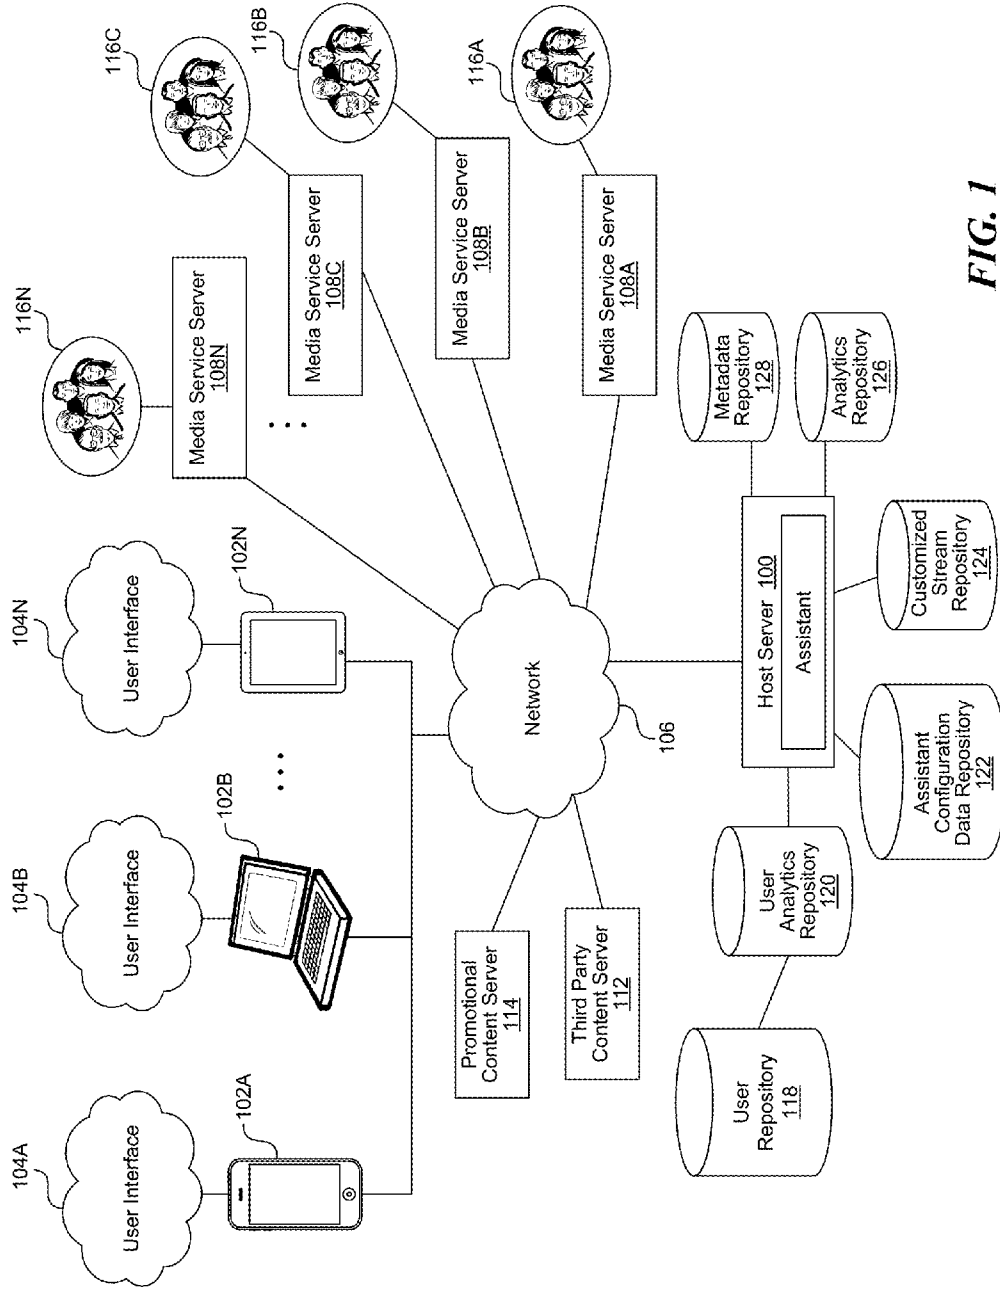 104A
User Interface
102A
104B
User Interface
102B
...
104N
User Interface
102N
116N
Media Service Server
108N
...
116C
Media Service Server
108C
116B
Media Service Server
108B
116A
Media Service Server
108A
Network
106
Promotional
Content Server
114
Third Party
Content Server
112
Host Server 100
Assistant
User
Repository
118
User
Analytics
Repository
120
Assistant
Configuration
Data Repository
122
Customized
Stream
Repository
124
Analytics
Repository
126
Metadata
Repository
128
FIG. 1